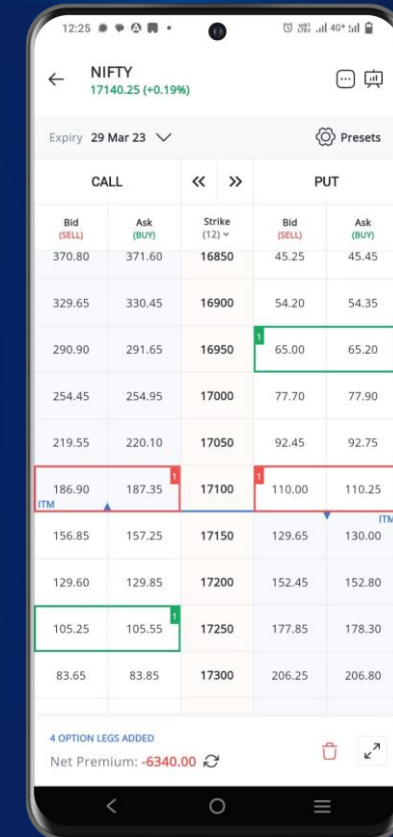 12:25
4G+
NIFTY
17140.25 (+0.19%)
Expiry 29 Mar 23 Presets
CALL << >> PUT
Bid Ask Strike Bid Ask
(SELL) (BUY) (12) (SELL) (BUY)
370.80 371.60 16850 45.25 45.45
329.65 330.45 16900 54.20 54.35
1
290.90 291.65 16950 65.00 65.20
254.45 254.95 17000 77.70 77.90
219.55 220.10 17050 92.45 92.75
1 1
186.90 187.35 17100 110.00 110.25
ITM ITM
156.85 157.25 17150 129.65 130.00
129.60 129.85 17200 152.45 152.80
1
105.25 105.55 17250 177.85 178.30
83.65 83.85 17300 206.25 206.80
4 OPTION LEGS ADDED
Net Premium: -6340.00